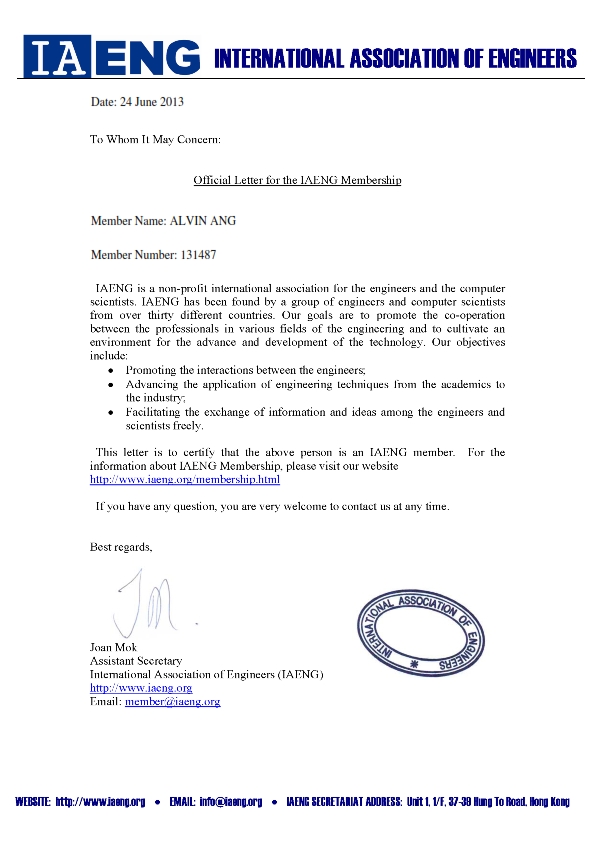 IAENG INTERNATIONAL ASSOCIATION OF ENGINEERS
Date: 24 June 2013
To Whom It May Concern:
Official Letter for the IAENG Membership
Member Name: ALVIN ANG
Member Number: 131487
IAENG is a non-profit international association for the engineers and the computer
scientists. IAENG has been found by a group of engineers and computer scientists
from over thirty different countries. Our goals are to promote the co-operation
between the professionals in various fields of the engineering and to cultivate an
environment for the advance and development of the technology. Our objectives
include:
• Promoting the interactions between the engineers;
• Advancing the application of engineering techniques from the academics to
the industry;
• Facilitating the exchange of information and ideas among the engineers and
scientists freely.
This letter is to certify that the above person is an IAENG member. For the
information about IAENG Membership, please visit our website
http://www.iaeng.org/membership.html
If you have any question, you are very welcome to contact us at any time.
Best regards,
JM.
INTERNATIONAL ASSOCIATION OF ENGINEERS *
Joan Mok
Assistant Secretary
International Association of Engineers (IAENG)
http://www.iaeng.org
Email: member@iaeng.org
WEBSITE: http://www.iaeng.org • EMAIL: info@iaeng.org • IAENG SECRETARIAT ADDRESS: Unit 1, 1/F, 37-39 Hung To Road, Hong Kong